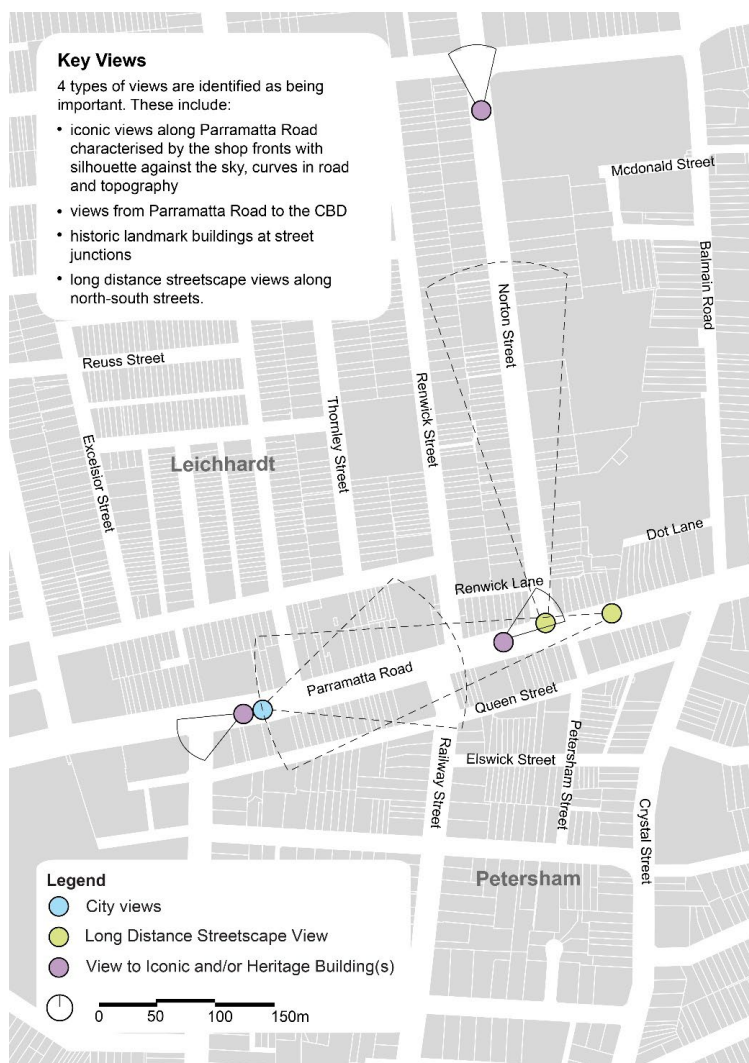 Key Views
4 types of views are identified as being
important. These include:
• iconic views along Parramatta Road
characterised by the shop fronts with
silhouette against the sky, curves in road
and topography
• views from Parramatta Road to the CBD
• historic landmark buildings at street
junctions
• long distance streetscape views along
north-south streets.
Mcdonald Street
Balmain Road
Norton Street
Reuss Street
Renwick Street
Thornley Street
Excelsior Street
Leichhardt
Dot Lane
Renwick Lane
Parramatta Road
Queen Street
Petersham Street
Railway Street
Elswick Street
Crystal Street
Petersham
Legend
City views
Long Distance Streetscape View
View to Iconic and/or Heritage Building(s)
0 50 100 150m